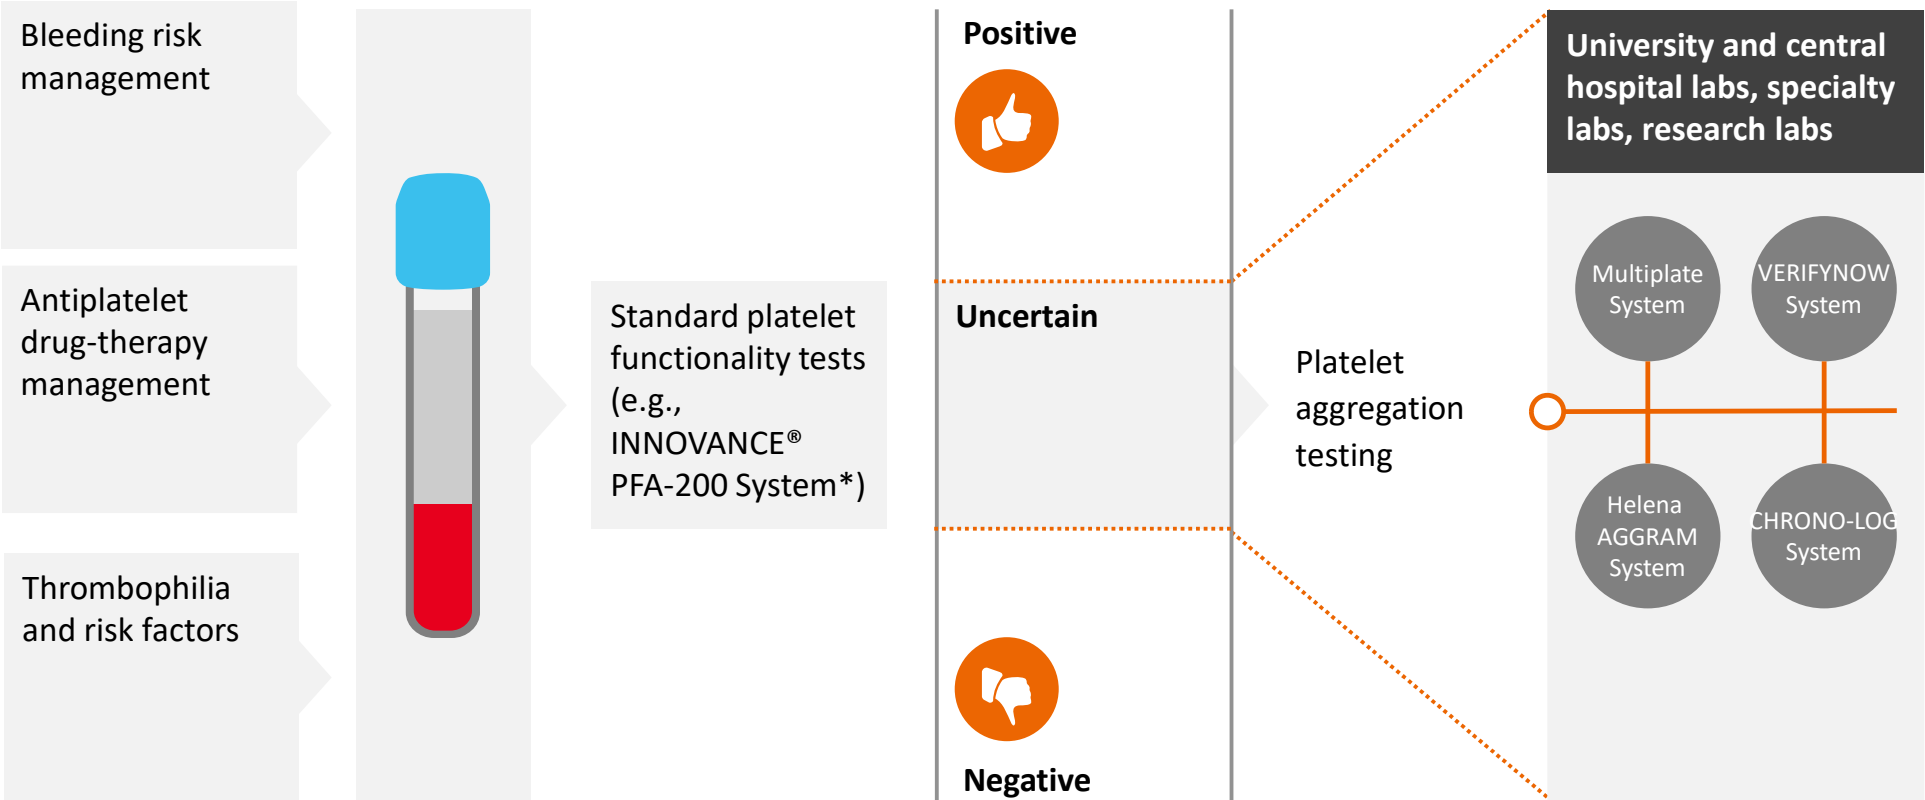 Bleeding risk
management
Antiplatelet
drug-therapy
management
Thrombophilia
and risk factors
Standard platelet
functionality tests
(e.g.,
INNOVANCE®
PFA-200 System*)
Positive
Uncertain
Negative
Platelet
aggregation
testing
University and central
hospital labs, specialty
labs, research labs
Multiplate
System
VERIFYNOW
System
Helena
AGGRAM
System
CHRONO-LOG
System